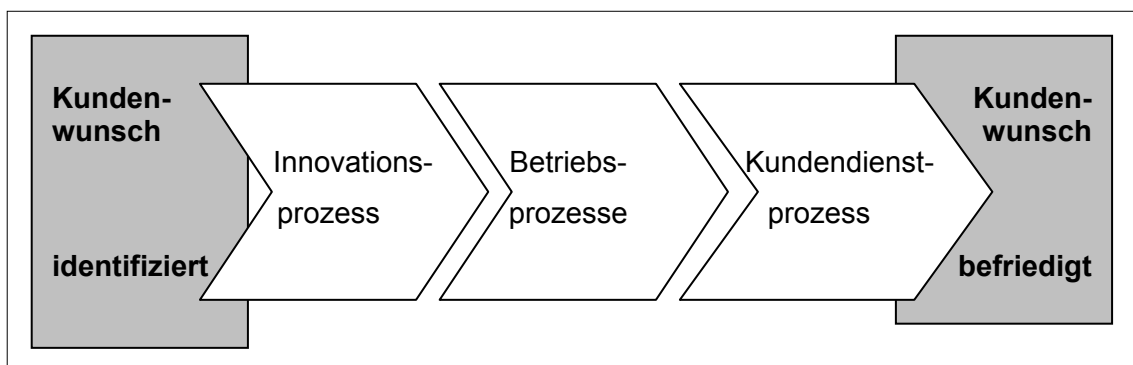 Kunden-
wunsch
identifiziert
Innovations-
prozess
Betriebs-
prozesse
Kundendienst-
prozess
Kunden-
wunsch
befriedigt